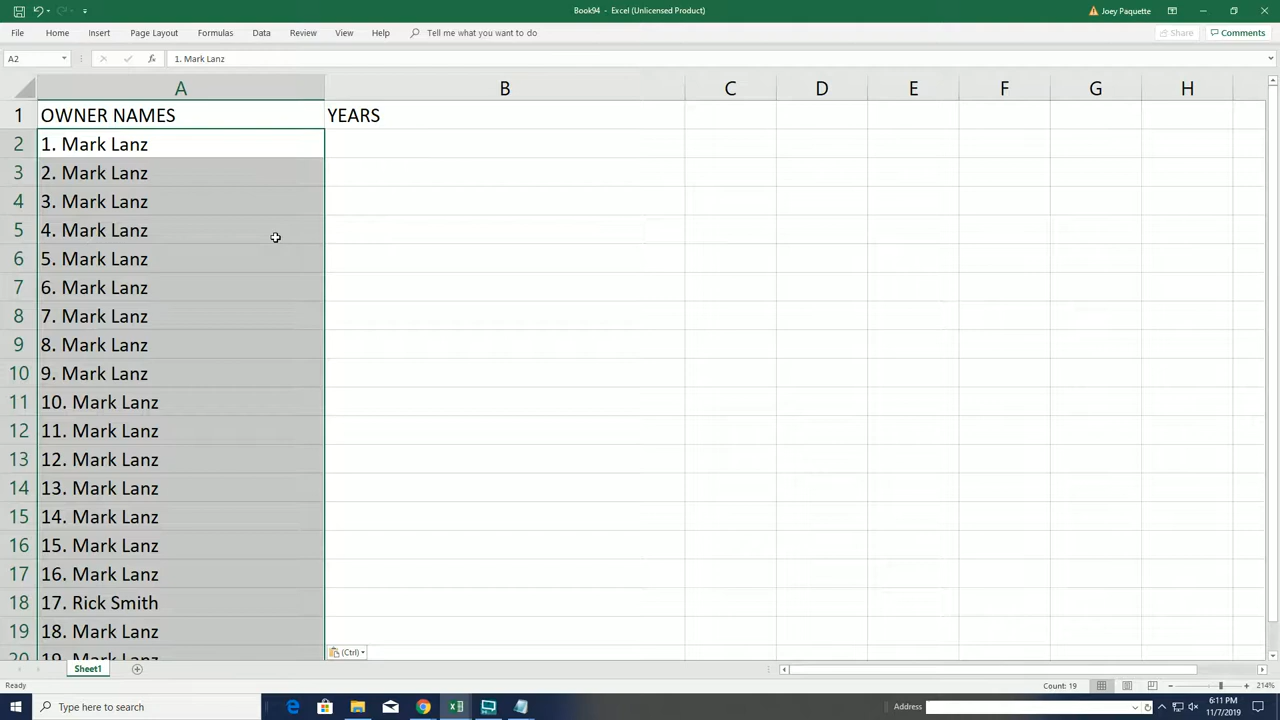 Book94 - Excel (Unlicensed Product)
Joey Paquette
File Home Insert Page Layout Formulas Data Review View Help Tell me what you want to do Share Comments
A2 fx 1. Mark Lanz
A B C D E F G H
1 OWNER NAMES YEARS
2 1. Mark Lanz
3 2. Mark Lanz
4 3. Mark Lanz
5 4. Mark Lanz
6 5. Mark Lanz
7 6. Mark Lanz
8 7. Mark Lanz
9 8. Mark Lanz
10 9. Mark Lanz
11 10. Mark Lanz
12 11. Mark Lanz
13 12. Mark Lanz
14 13. Mark Lanz
15 14. Mark Lanz
16 15. Mark Lanz
17 16. Mark Lanz
18 17. Rick Smith
19 18. Mark Lanz
20 19. Mark Lanz
(Ctrl)
Sheet1
Ready Count: 19 214%
Type here to search Address 6:11 PM
11/7/2019